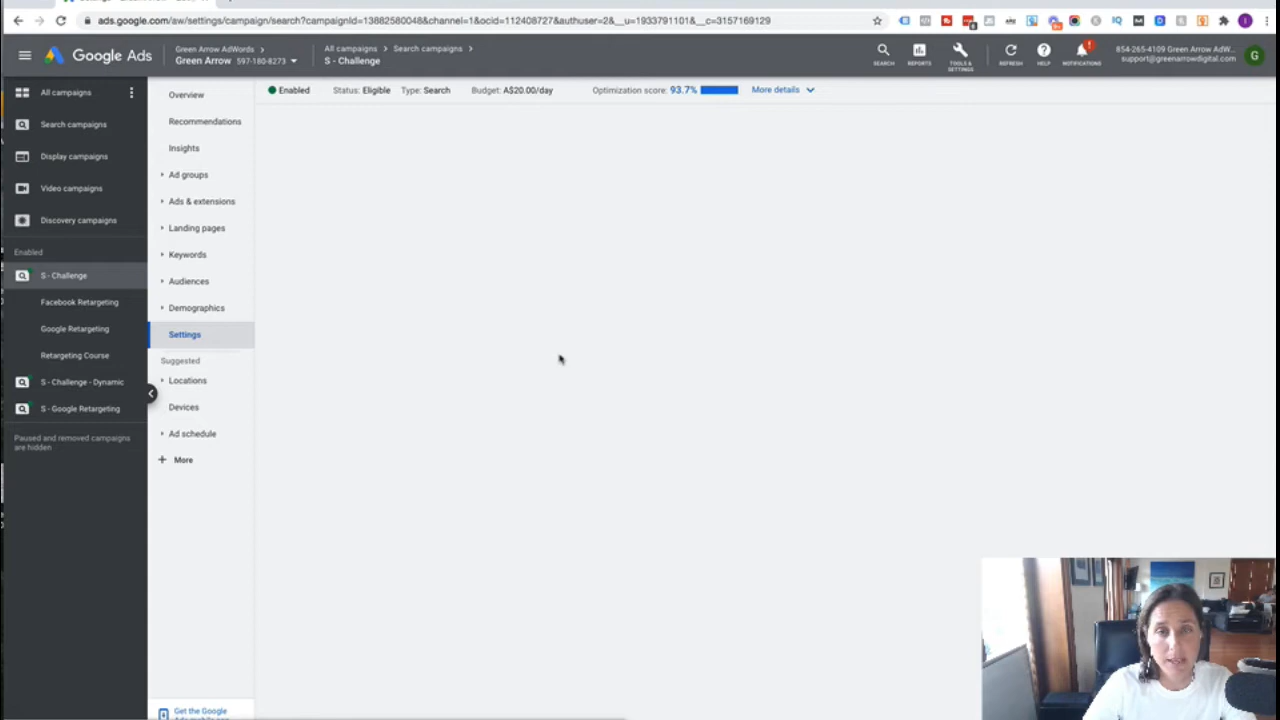 ads.google.com/aw/settings/campaign/search?campaignId=13882580048&channel=1&ocid=112408727&authuser=2&__u=1933791101&__c=3157169129
Google Ads
Green Arrow AdWords
Green Arrow 597-180-8273
All campaigns
Search campaigns
S - Challenge
SEARCH
REPORTS
TOOLS & SETTINGS
REFRESH
HELP
NOTIFICATIONS
854-265-4109 Green Arrow AdW...
support@greenarrowdigital.com
G
All campaigns
Search campaigns
Display campaigns
Video campaigns
Discovery campaigns
Enabled
S - Challenge
Facebook Retargeting
Google Retargeting
Retargeting Course
S - Challenge - Dynamic
S - Google Retargeting
Paused and removed campaigns
are hidden
Overview
Recommendations
Insights
Ad groups
Ads & extensions
Landing pages
Keywords
Audiences
Demographics
Settings
Suggested
Locations
Devices
Ad schedule
More
Get the Google
Enabled Status: Eligible Type: Search Budget: A$20.00/day Optimization score: 93.7% More details